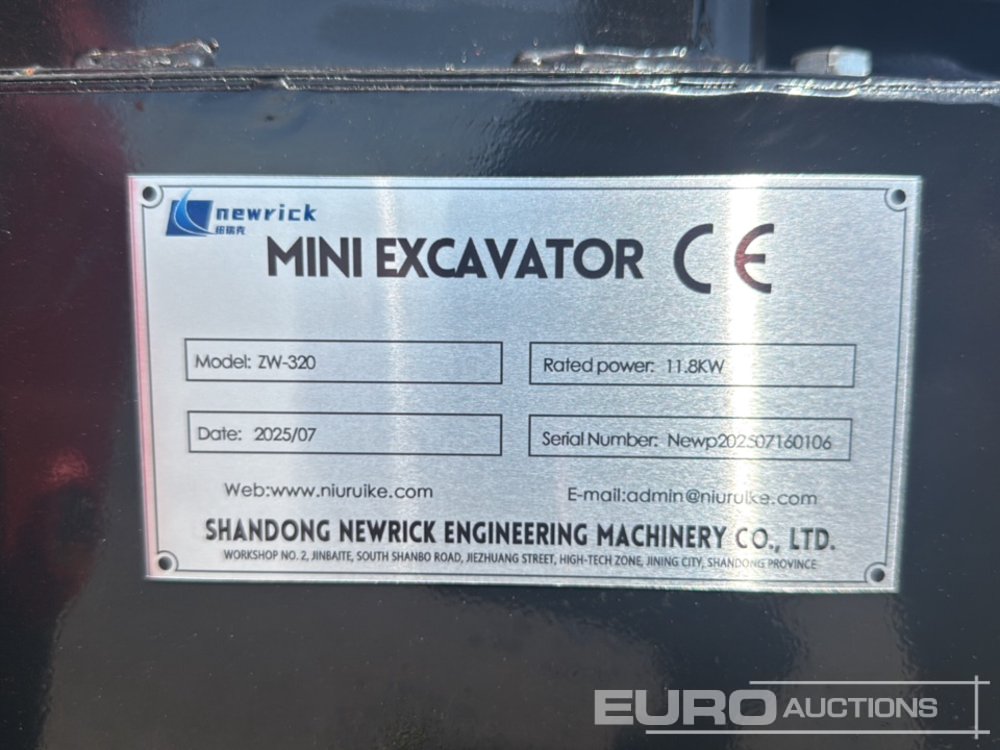 newrick
纽瑞克
MINI EXCAVATOR CE
Model: ZW-320
Rated power: 11.8KW
Date: 2025/07
Serial Number: Newp202507160106
Web:www.niuruike.com
E-mail:admin@niuruike.com
SHANDONG NEWRICK ENGINEERING MACHINERY CO., LTD.
WORKSHOP NO. 2, JINBAITE, SOUTH SHANBO ROAD, JIEZHUANG STREET, HIGH-TECH ZONE, JINING CITY, SHANDONG PROVINCE
EURO AUCTIONS